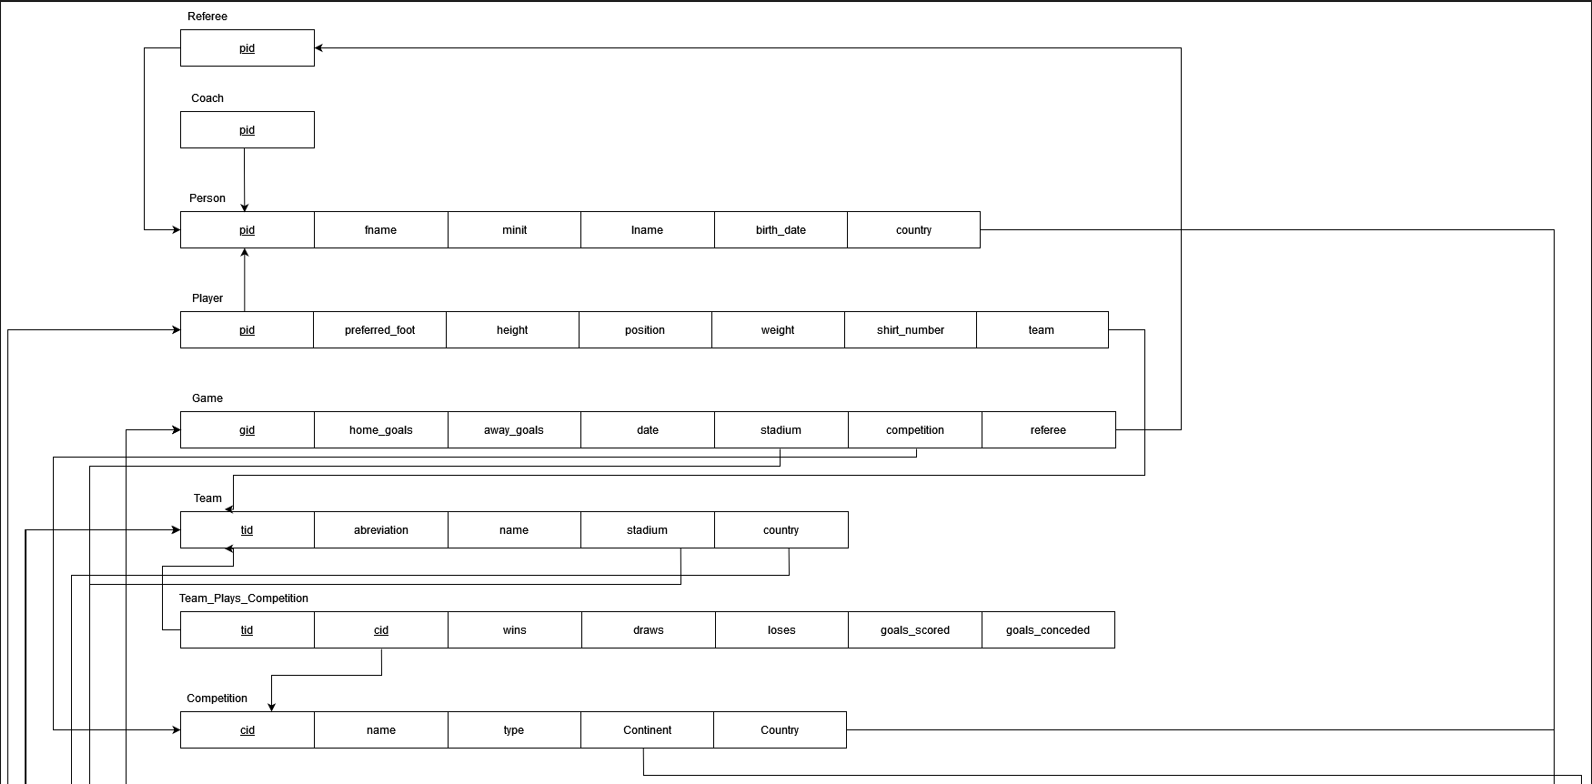 Referee
pid
Coach
pid
Person
pid fname minit lname birth_date country
Player
pid preferred_foot height position weight shirt_number team
Game
gid home_goals away_goals date stadium competition referee
Team
tid abreviation name stadium country
Team_Plays_Competition
tid cid wins draws loses goals_scored goals_conceded
Competition
cid name type Continent Country